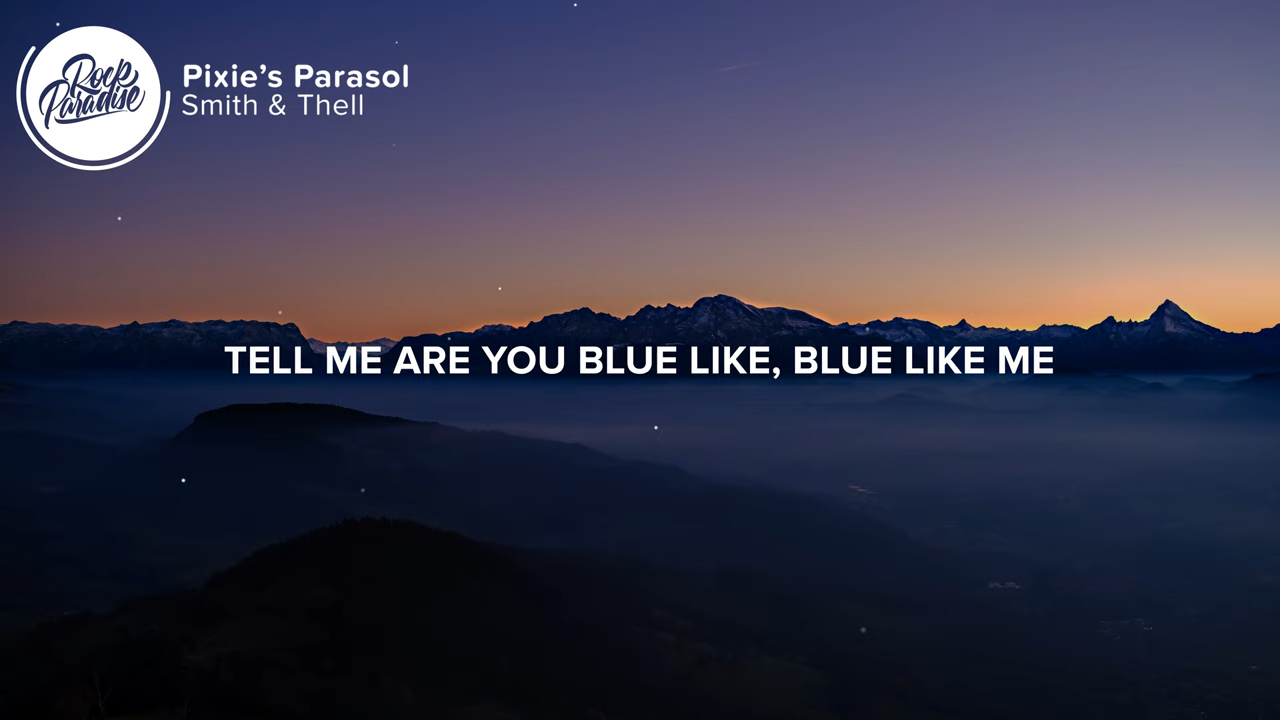 Rock
Paradise
Pixie’s Parasol
Smith & Thell
TELL ME ARE YOU BLUE LIKE, BLUE LIKE ME